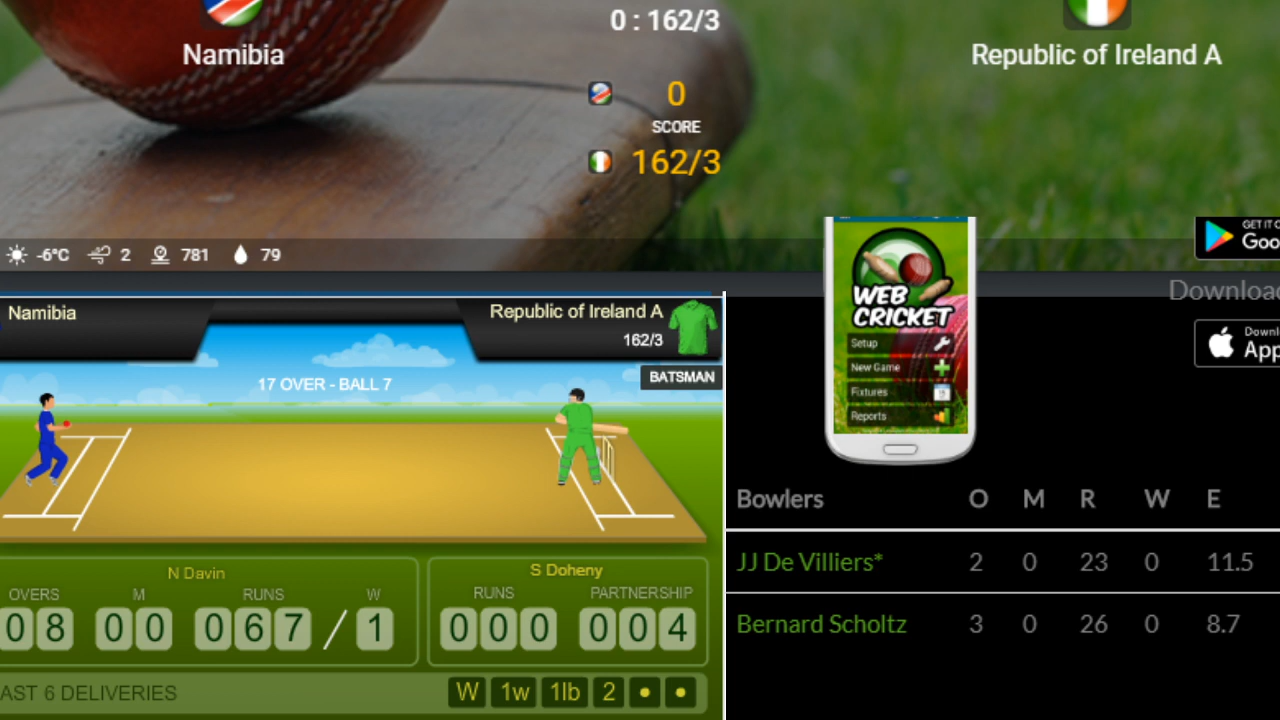 0 : 162/3
Namibia
Republic of Ireland A
0
SCORE
162/3
-6°C 2 781 79
GET IT O
Goo
Download
Downl
App
WEB
CRICKET
Setup
New Game
Fixtures
Reports
Namibia
Republic of Ireland A
162/3
BATSMAN
17 OVER - BALL 7
N Davin
OVERS M RUNS W
08 00 067 / 1
S Doheny
RUNS PARTNERSHIP
000 004
AST 6 DELIVERIES W 1w 1lb 2 • •
Bowlers O M R W E
JJ De Villiers* 2 0 23 0 11.5
Bernard Scholtz 3 0 26 0 8.7